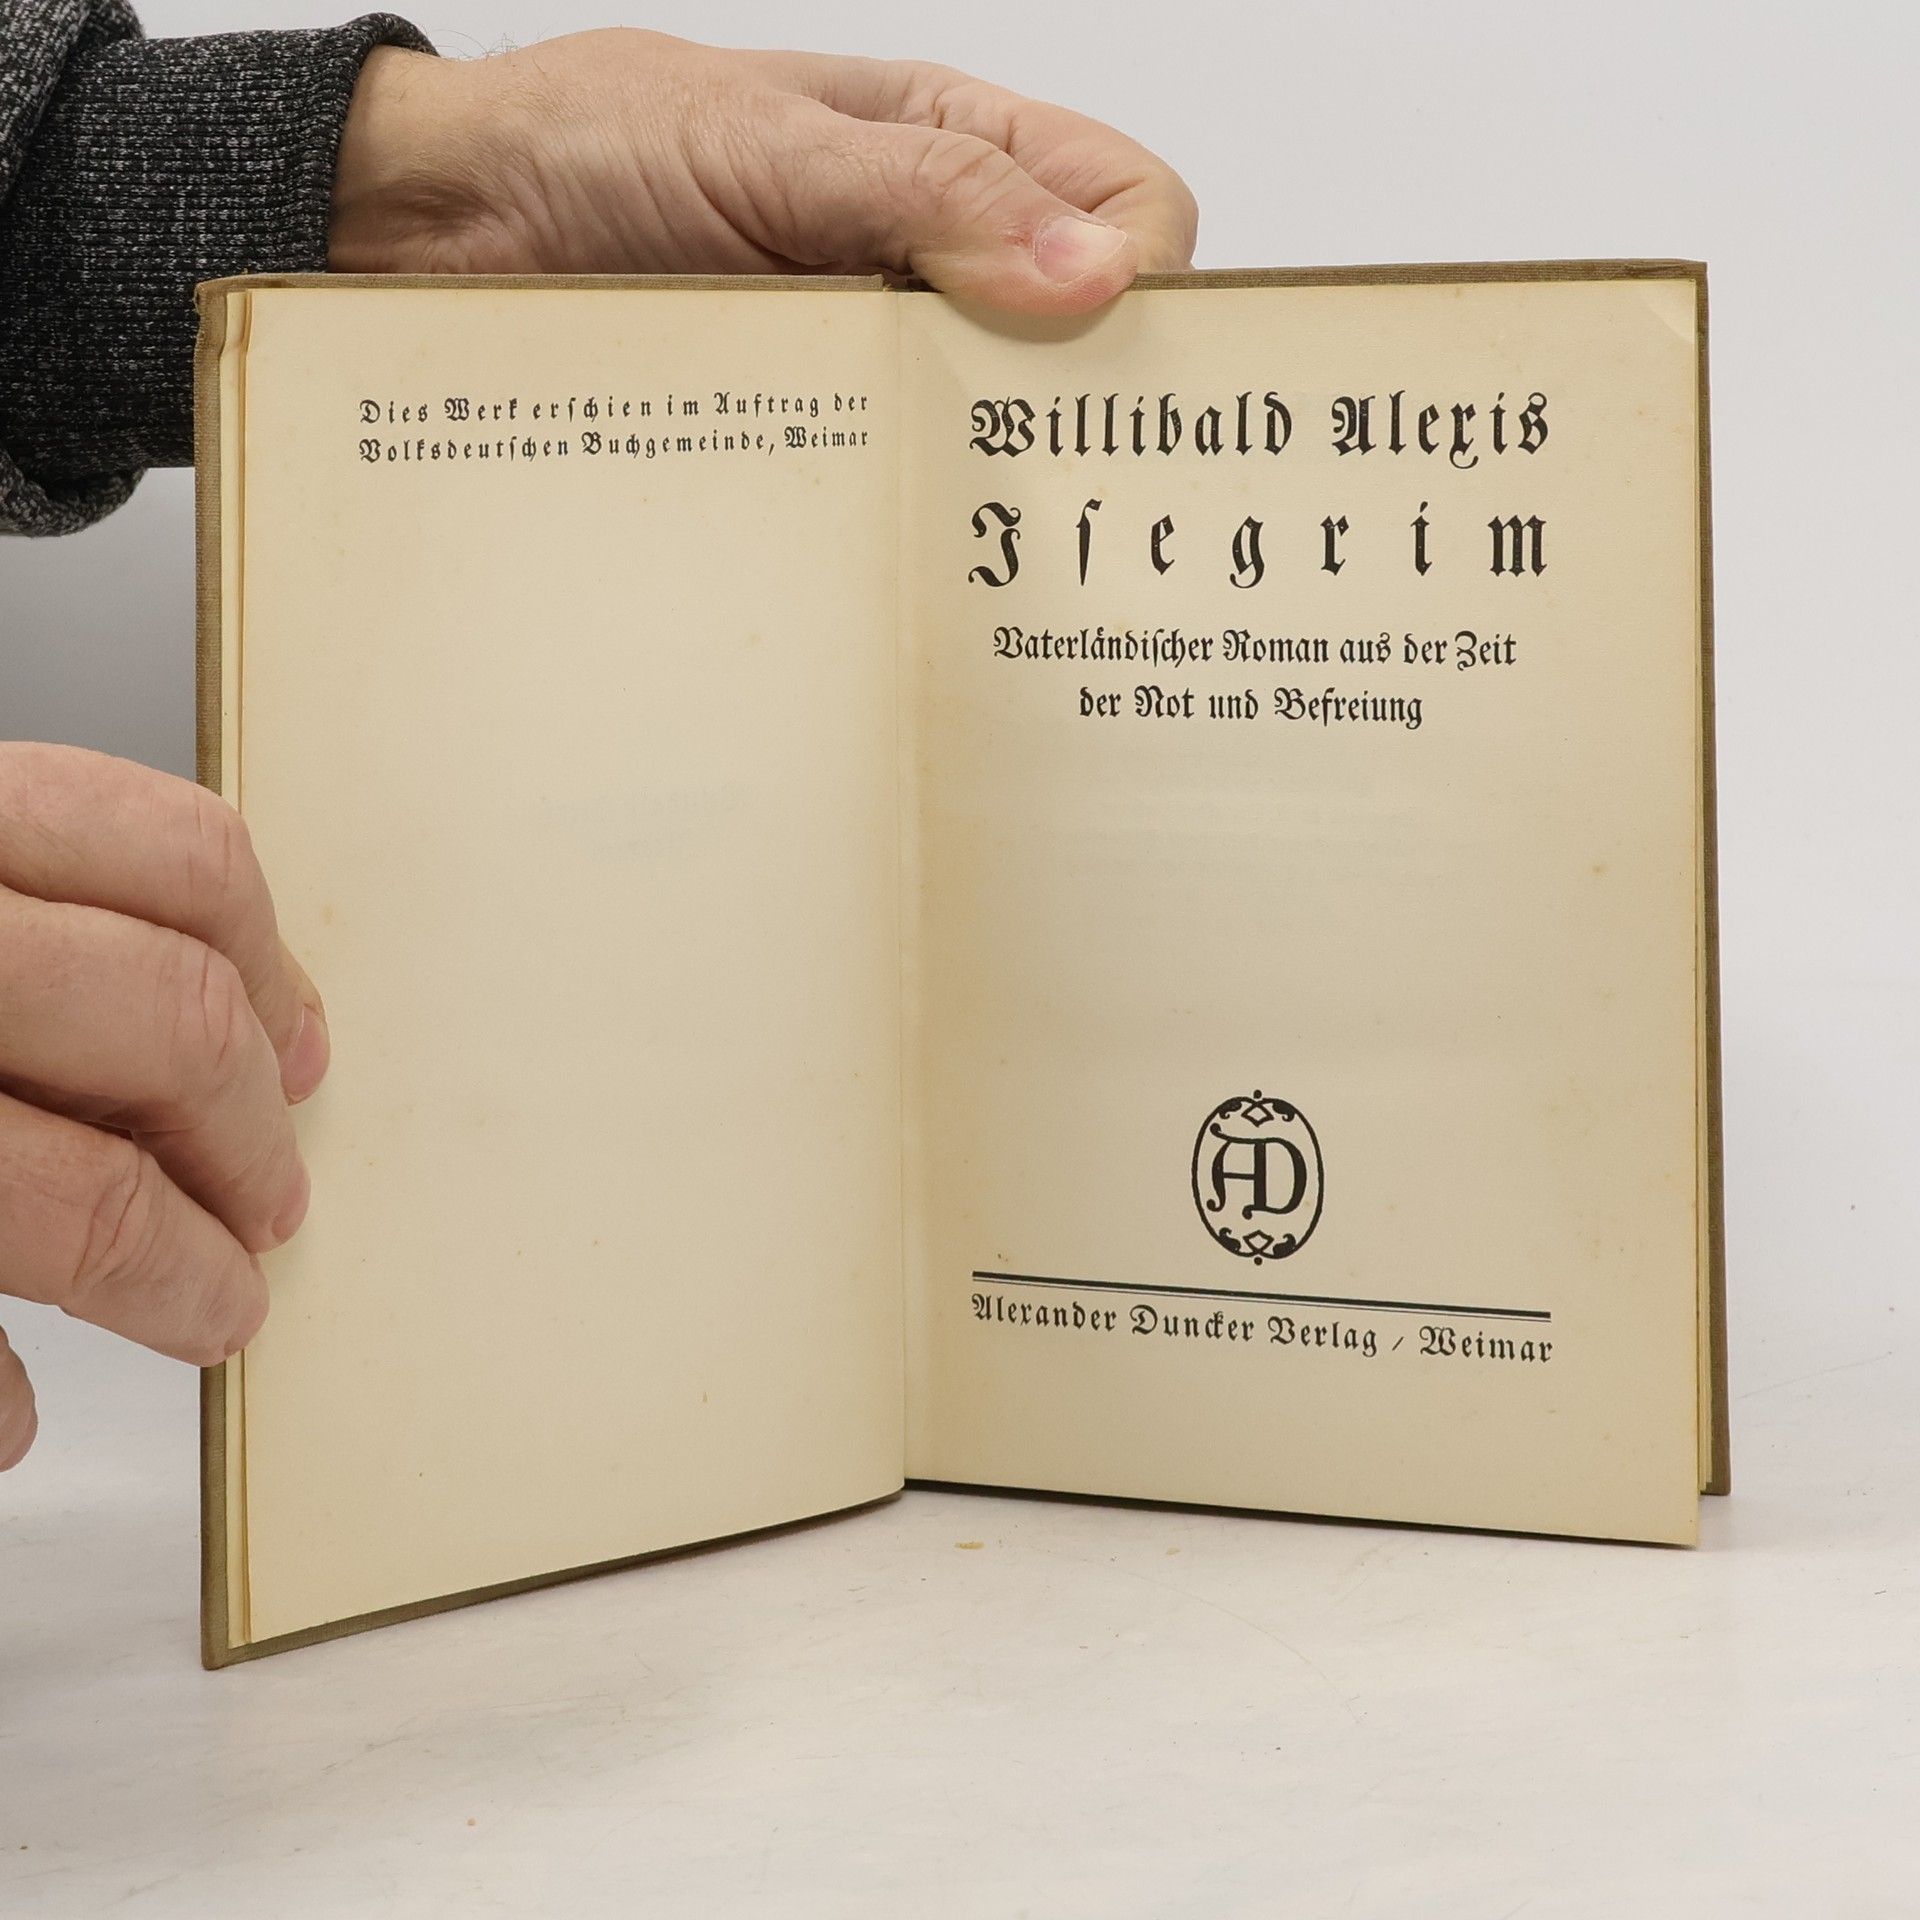 Dies Werk erſchien im Auftrag der
Volksdeutſchen Buchgemeinde, Weimar
Willibald Alexis
Iſegrim
Vaterländiſcher Roman aus der Zeit
der Not und Befreiung
AD
Alexander Duncker Verlag / Weimar